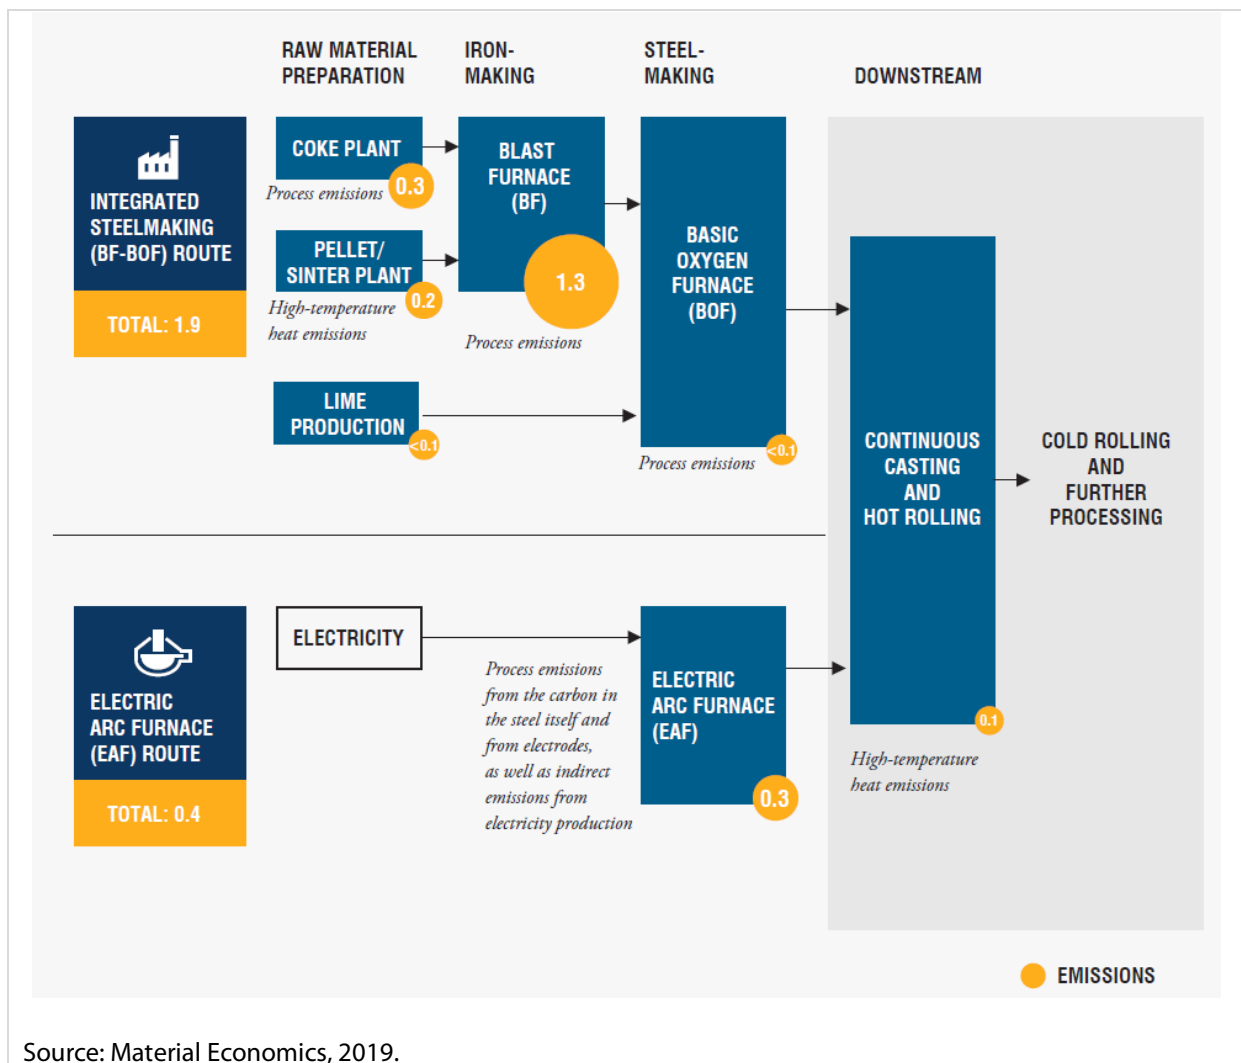 RAW MATERIAL
PREPARATION
IRON-
MAKING
STEEL-
MAKING
DOWNSTREAM
INTEGRATED
STEELMAKING
(BF-BOF) ROUTE
TOTAL: 1.9
COKE PLANT
0.3
Process emissions
PELLET/
SINTER PLANT
0.2
High-temperature
heat emissions
LIME
PRODUCTION
<0.1
BLAST
FURNACE
(BF)
1.3
Process emissions
BASIC
OXYGEN
FURNACE
(BOF)
<0.1
Process emissions
CONTINUOUS
CASTING
AND
HOT ROLLING
0.1
High-temperature
heat emissions
COLD ROLLING
AND
FURTHER
PROCESSING
ELECTRIC
ARC FURNACE
(EAF) ROUTE
TOTAL: 0.4
ELECTRICITY
Process emissions
from the carbon in
the steel itself and
from electrodes,
as well as indirect
emissions from
electricity production
ELECTRIC
ARC FURNACE
(EAF)
0.3
EMISSIONS
Source: Material Economics, 2019.